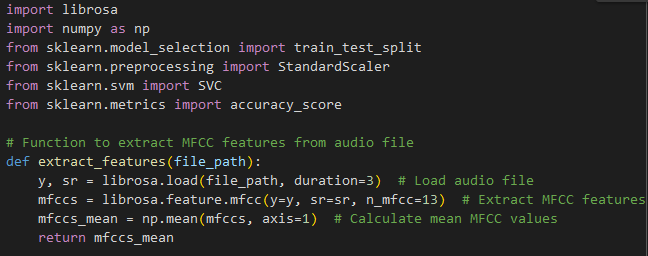 import librosa
import numpy as np
from sklearn.model_selection import train_test_split
from sklearn.preprocessing import StandardScaler
from sklearn.svm import SVC
from sklearn.metrics import accuracy_score

# Function to extract MFCC features from audio file
def extract_features(file_path):
    y, sr = librosa.load(file_path, duration=3)  # Load audio file
    mfccs = librosa.feature.mfcc(y=y, sr=sr, n_mfcc=13)  # Extract MFCC features
    mfccs_mean = np.mean(mfccs, axis=1)  # Calculate mean MFCC values
    return mfccs_mean